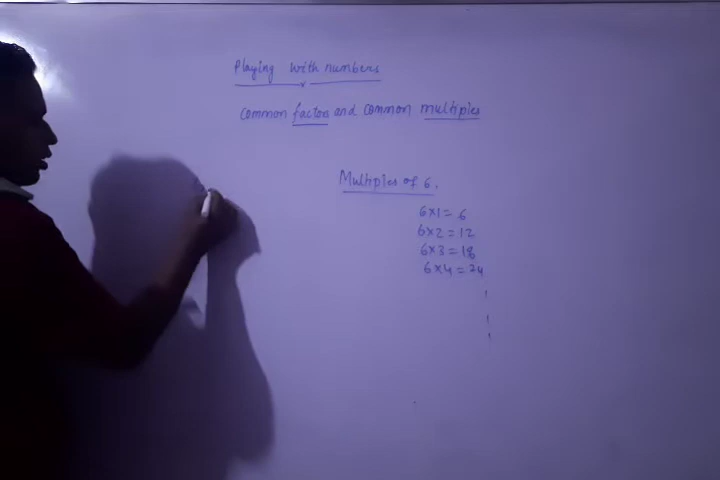 Playing with numbers
Common factors and common multiples
Multiples of 6.
6×1 = 6
6×2 = 12
6×3 = 18
6×4 = 24